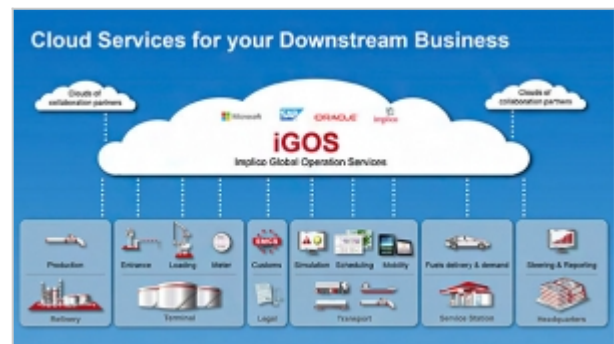 Cloud Services for your Downstream Business
Clouds of
collaboration partners
Clouds of
collaboration partners
Microsoft SAP ORACLE implico
iGOS
Implico Global Operation Services
Production Entrance Loading Meter Customs Simulation Scheduling Mobility Fuels delivery & demand Steering & Reporting
EMCS
Refinery Terminal Legal Transport Service Station Headquarters